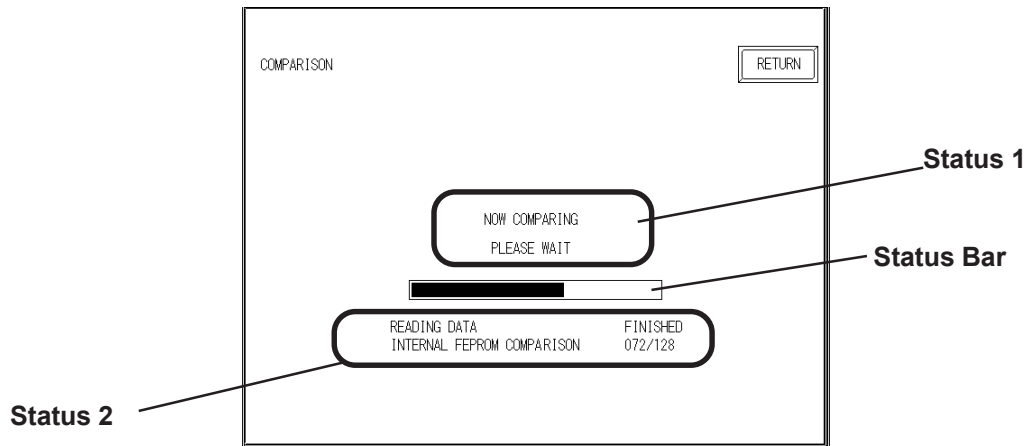 COMPARISON
RETURN
Status 1
NOW COMPARING
PLEASE WAIT
Status Bar
READING DATA FINISHED
INTERNAL FEPROM COMPARISON 072/128
Status 2